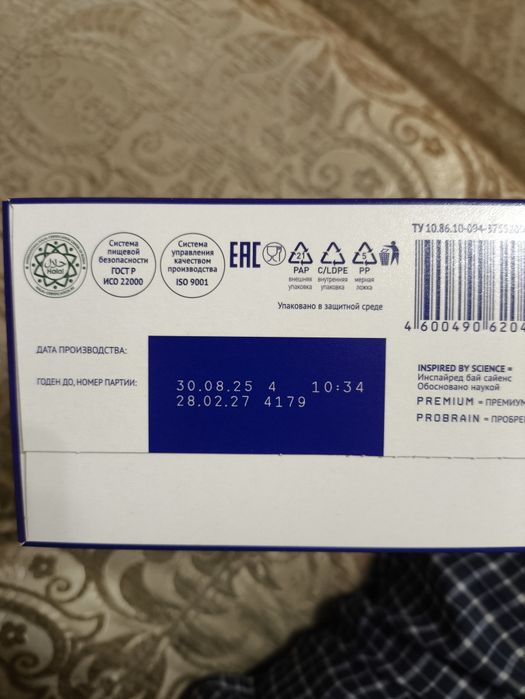 حلال
Halal
Система
пищевой
безопасности
ГОСТ Р
ИСО 22000
Система
управления
качеством
производства
ISO 9001
EAC
21
PAP
внешняя
упаковка
4
C/LDPE
внутренняя
упаковка
5
PP
мерная
ложка
Упаковано в защитной среде
ТУ 10.86.10-094-
4 600490 6204
ДАТА ПРОИЗВОДСТВА:
ГОДЕН ДО, НОМЕР ПАРТИИ:
30.08.25 4 10:34
28.02.27 4179
INSPIRED BY SCIENCE =
Инспайред бай сайенс
Обосновано наукой
PREMIUM = ПРЕМИУМ
PROBRAIN = ПРОБРЕ